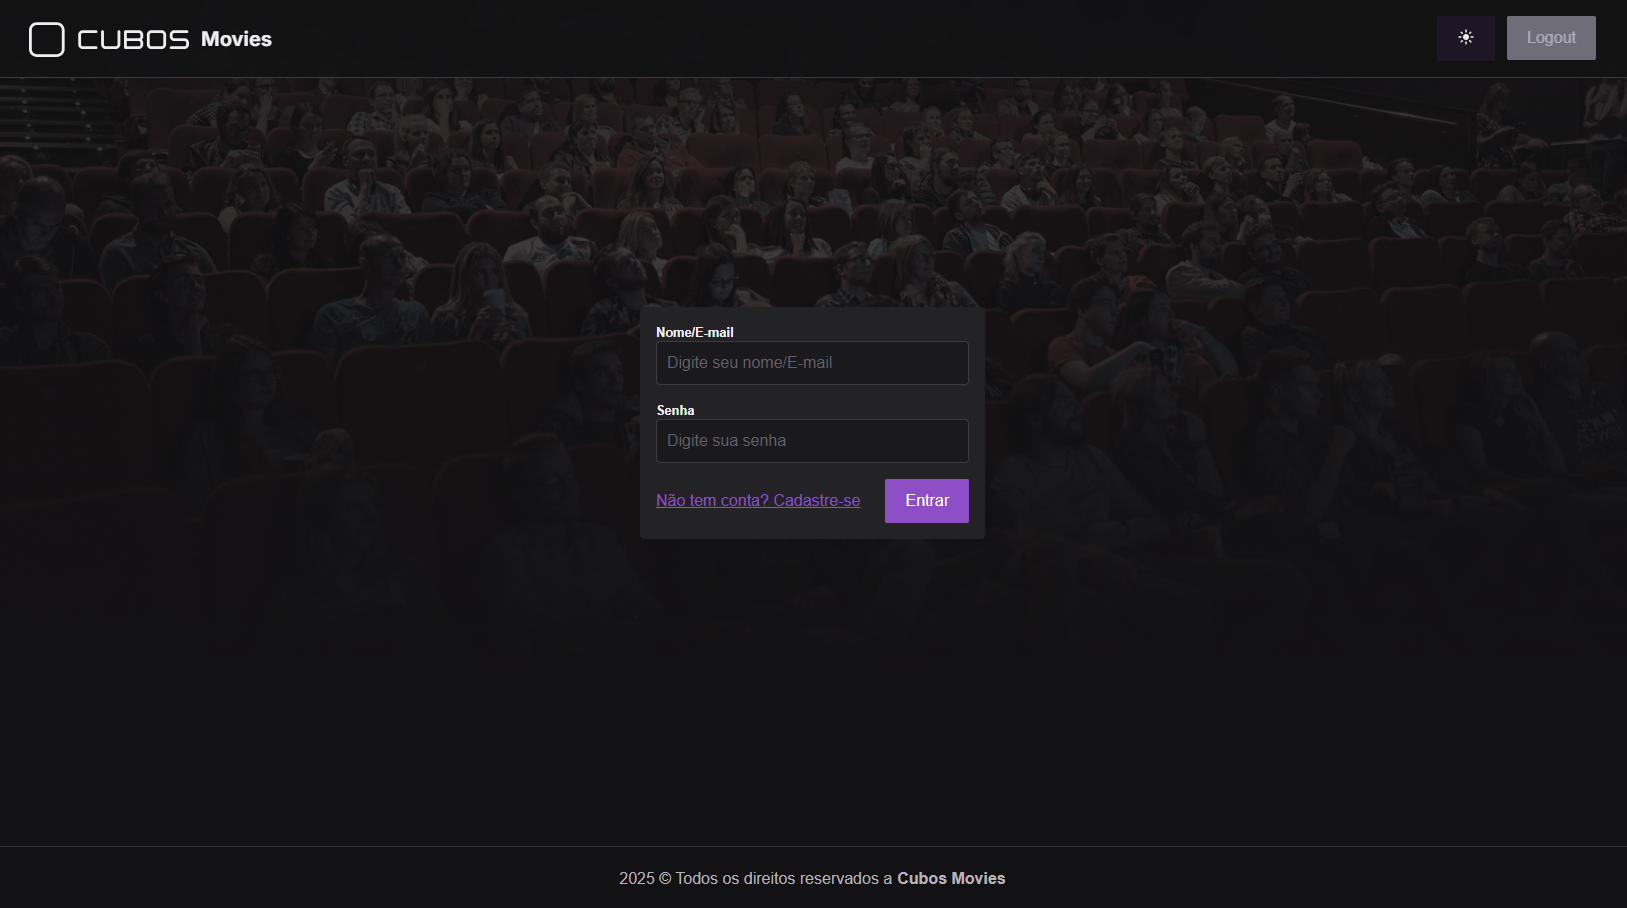 CUBOS Movies
Logout
Nome/E-mail
Digite seu nome/E-mail
Senha
Digite sua senha
Não tem conta? Cadastre-se
Entrar
2025 © Todos os direitos reservados a Cubos Movies